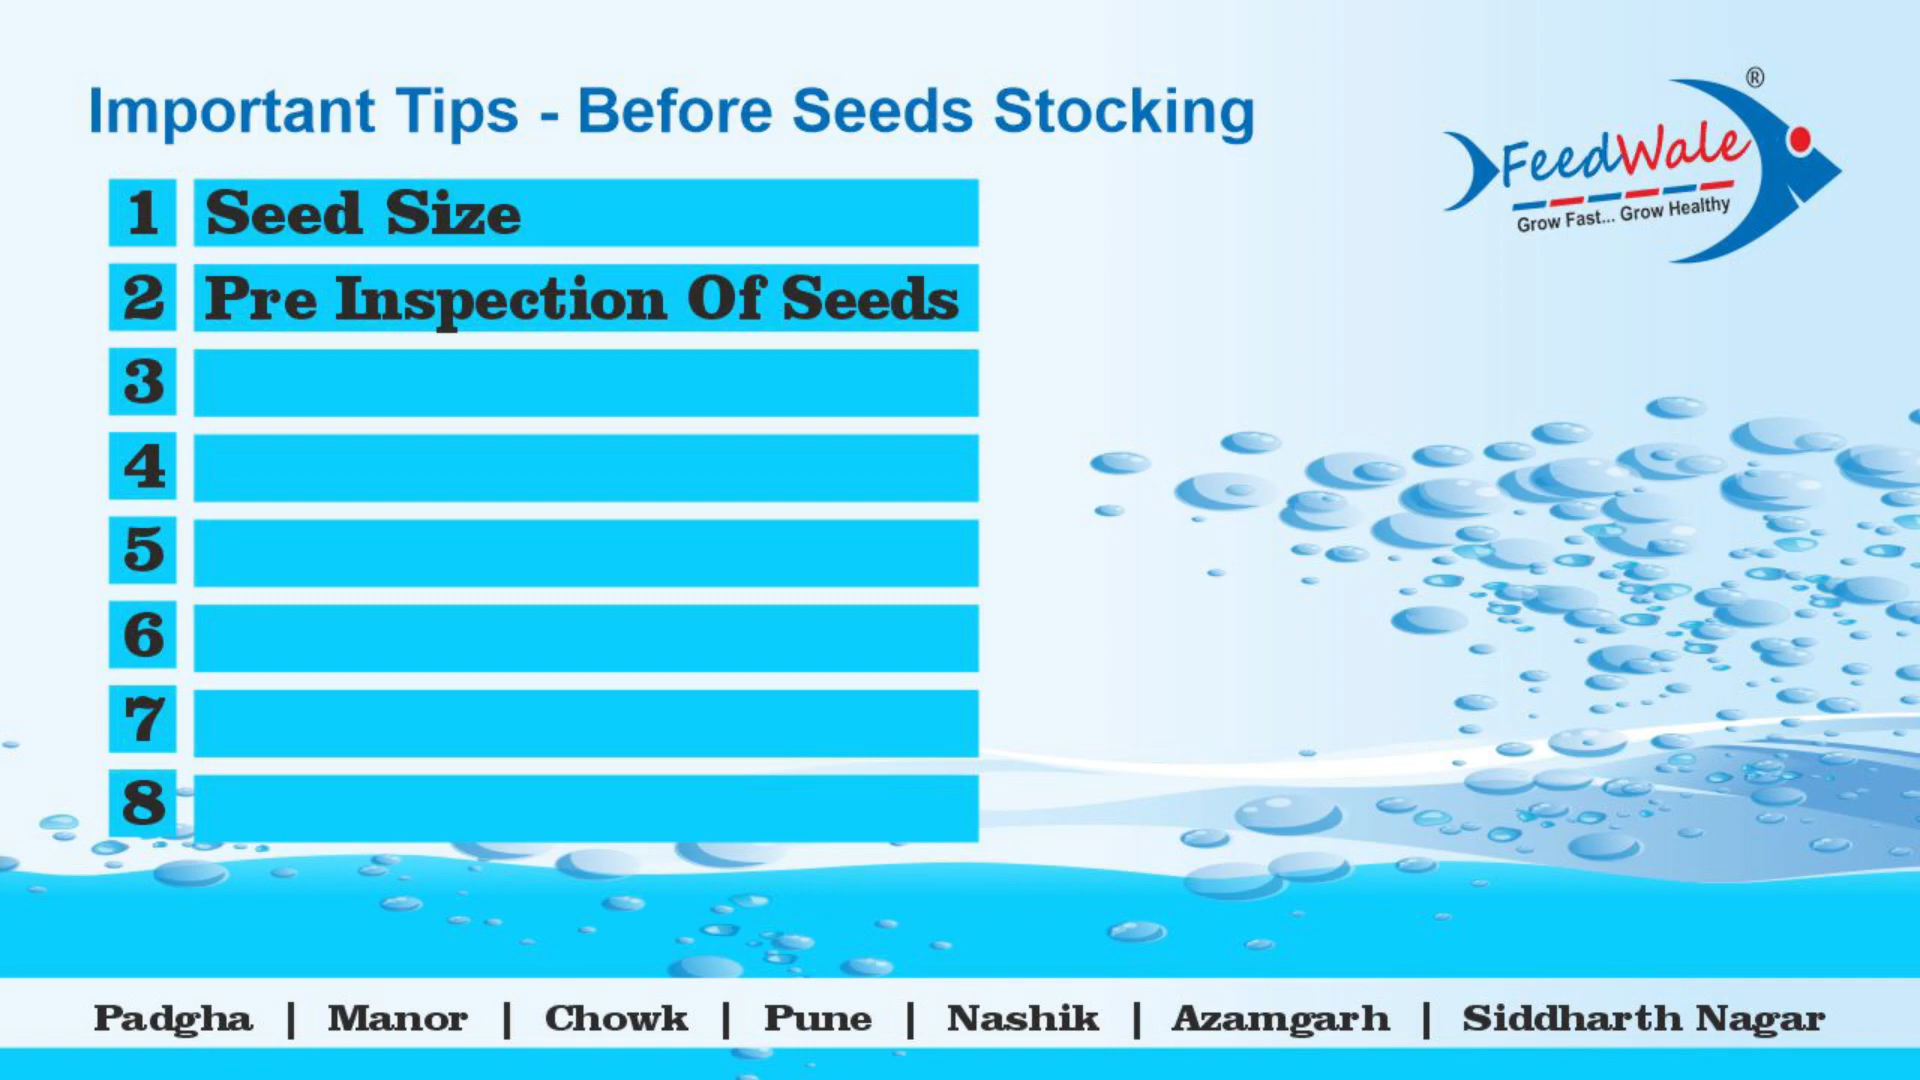 Important Tips - Before Seeds Stocking
®
FeedWale
Grow Fast... Grow Healthy
1 Seed Size
2 Pre Inspection Of Seeds
3
4
5
6
7
8
Padgha | Manor | Chowk | Pune | Nashik | Azamgarh | Siddharth Nagar